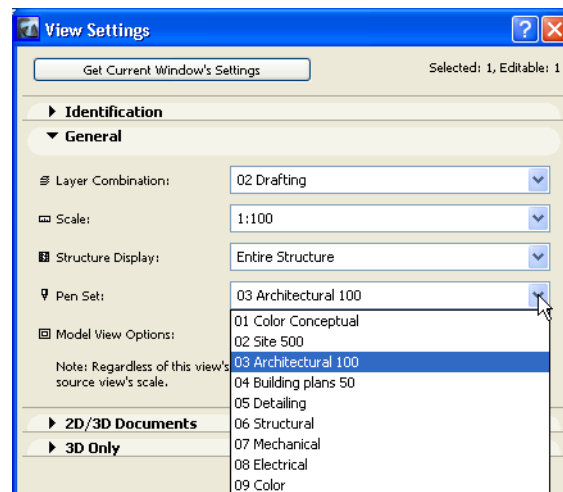 View Settings
Get Current Window's Settings
Selected: 1, Editable: 1
Identification
General
Layer Combination:
02 Drafting
Scale:
1:100
Structure Display:
Entire Structure
Pen Set:
03 Architectural 100
01 Color Conceptual
Model View Options:
02 Site 500
03 Architectural 100
Note: Regardless of this view's
source view's scale.
04 Building plans 50
05 Detailing
2D/3D Documents
06 Structural
3D Only
07 Mechanical
08 Electrical
09 Color